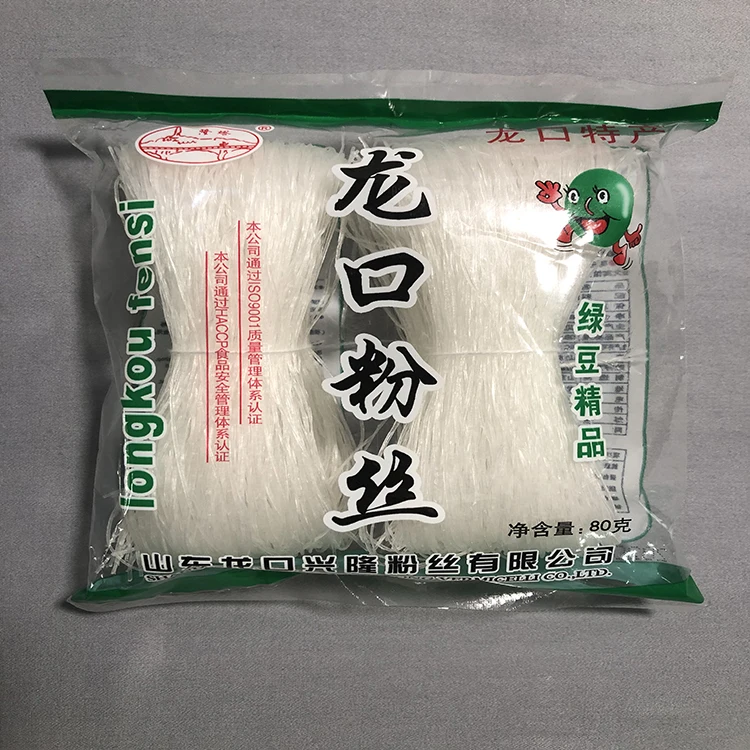 隆塔
®
龙口特产
龙口粉丝
longkou fensi
本公司通过ISO9001质量管理体系认证
本公司通过HACCP食品安全管理体系认证
绿豆精品
净含量: 80克
山东龙口兴隆粉丝有限公司
VERMICELLI CO.,LTD.